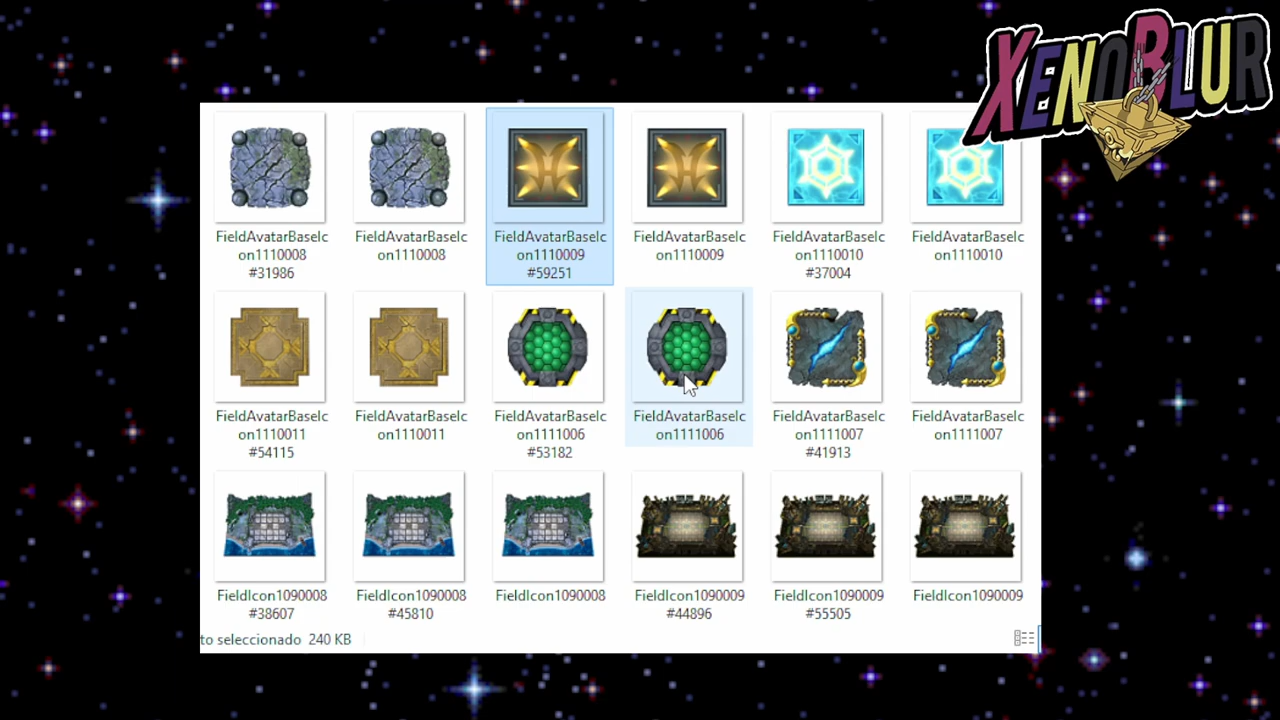 XENOBLUR
FieldAvatarBaseIc
on1110008
#31986
FieldAvatarBaseIc
on1110008
FieldAvatarBaseIc
on1110009
#59251
FieldAvatarBaseIc
on1110009
FieldAvatarBaseIc
on1110010
#37004
FieldAvatarBaseIc
on1110010
FieldAvatarBaseIc
on1110011
#54115
FieldAvatarBaseIc
on1110011
FieldAvatarBaseIc
on1111006
#53182
FieldAvatarBaseIc
on1111006
FieldAvatarBaseIc
on1111007
#41913
FieldAvatarBaseIc
on1111007
FieldIcon1090008
#38607
FieldIcon1090008
#45810
FieldIcon1090008
FieldIcon1090009
#44896
FieldIcon1090009
#55505
FieldIcon1090009
to seleccionado 240 KB